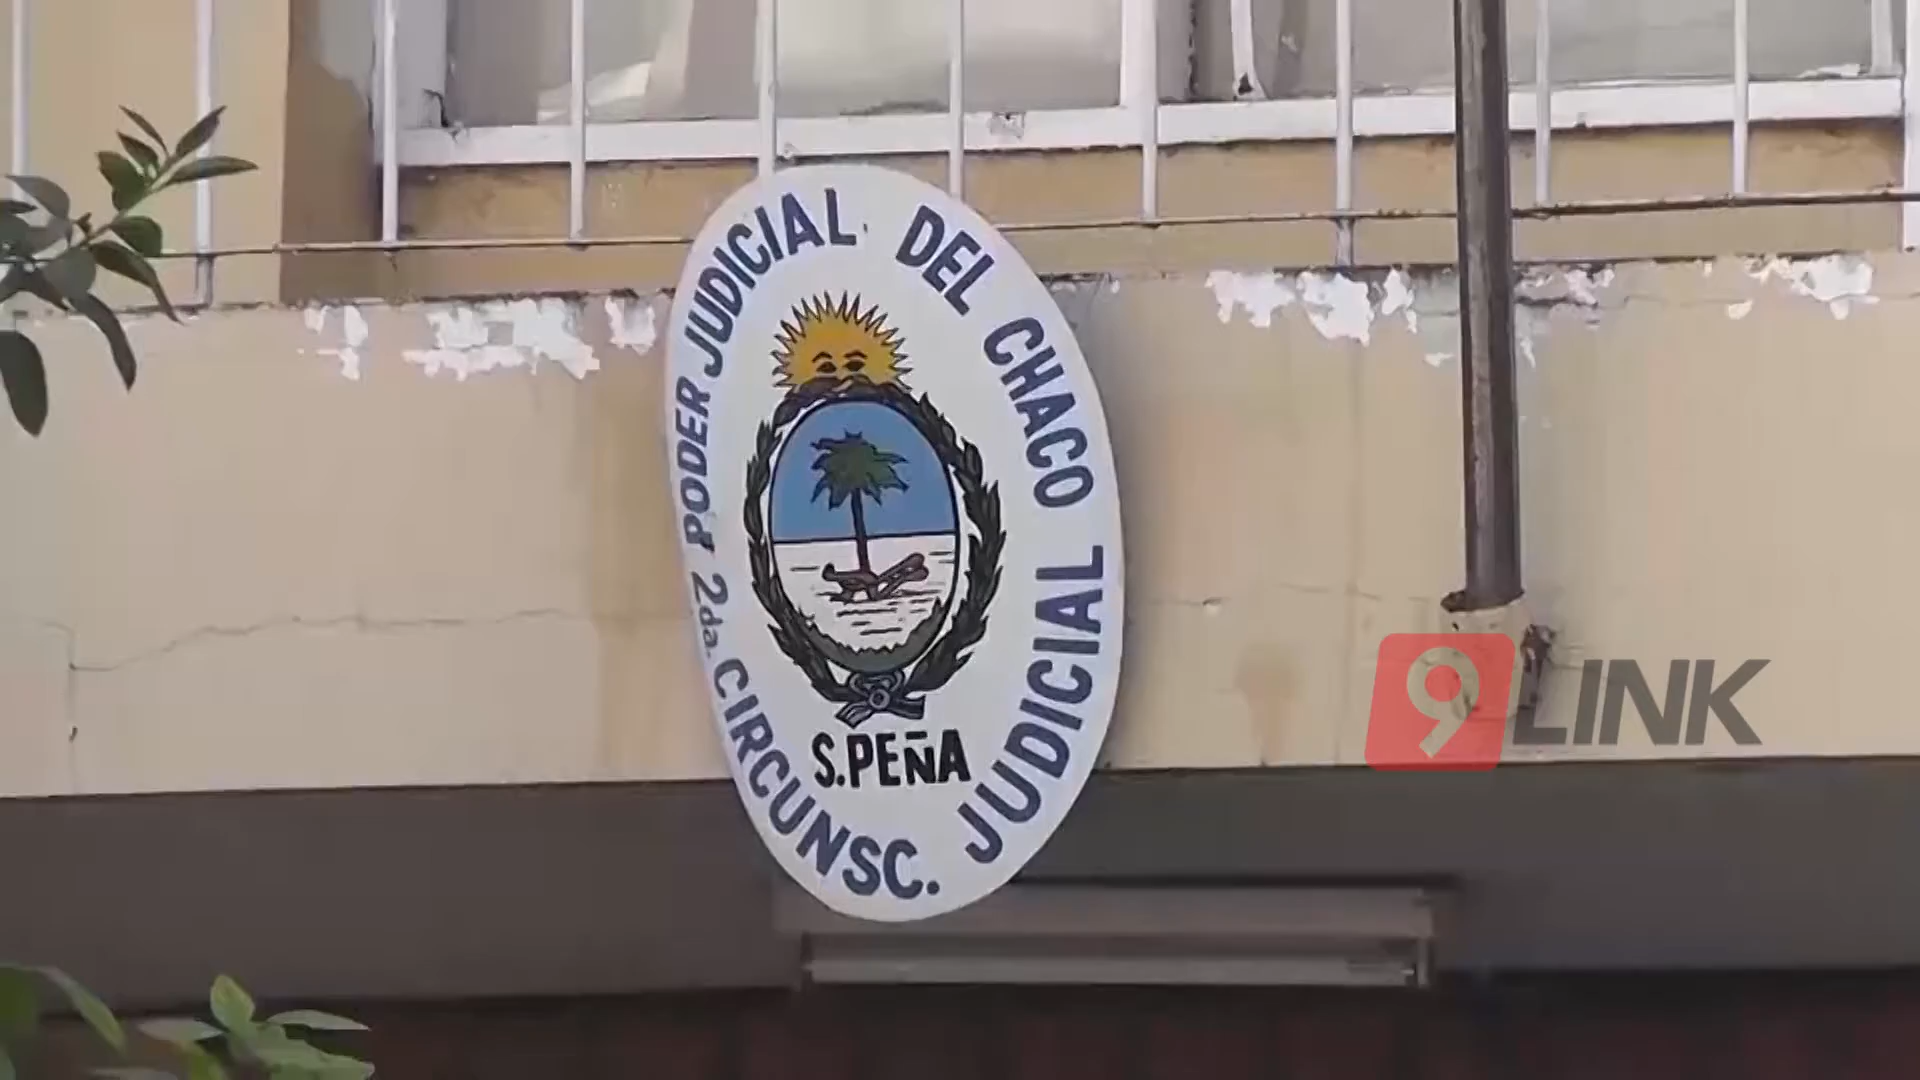 PODER JUDICIAL DEL CHACO
2da. CIRCUNSC. JUDICIAL
S.PEÑA
9 LINK